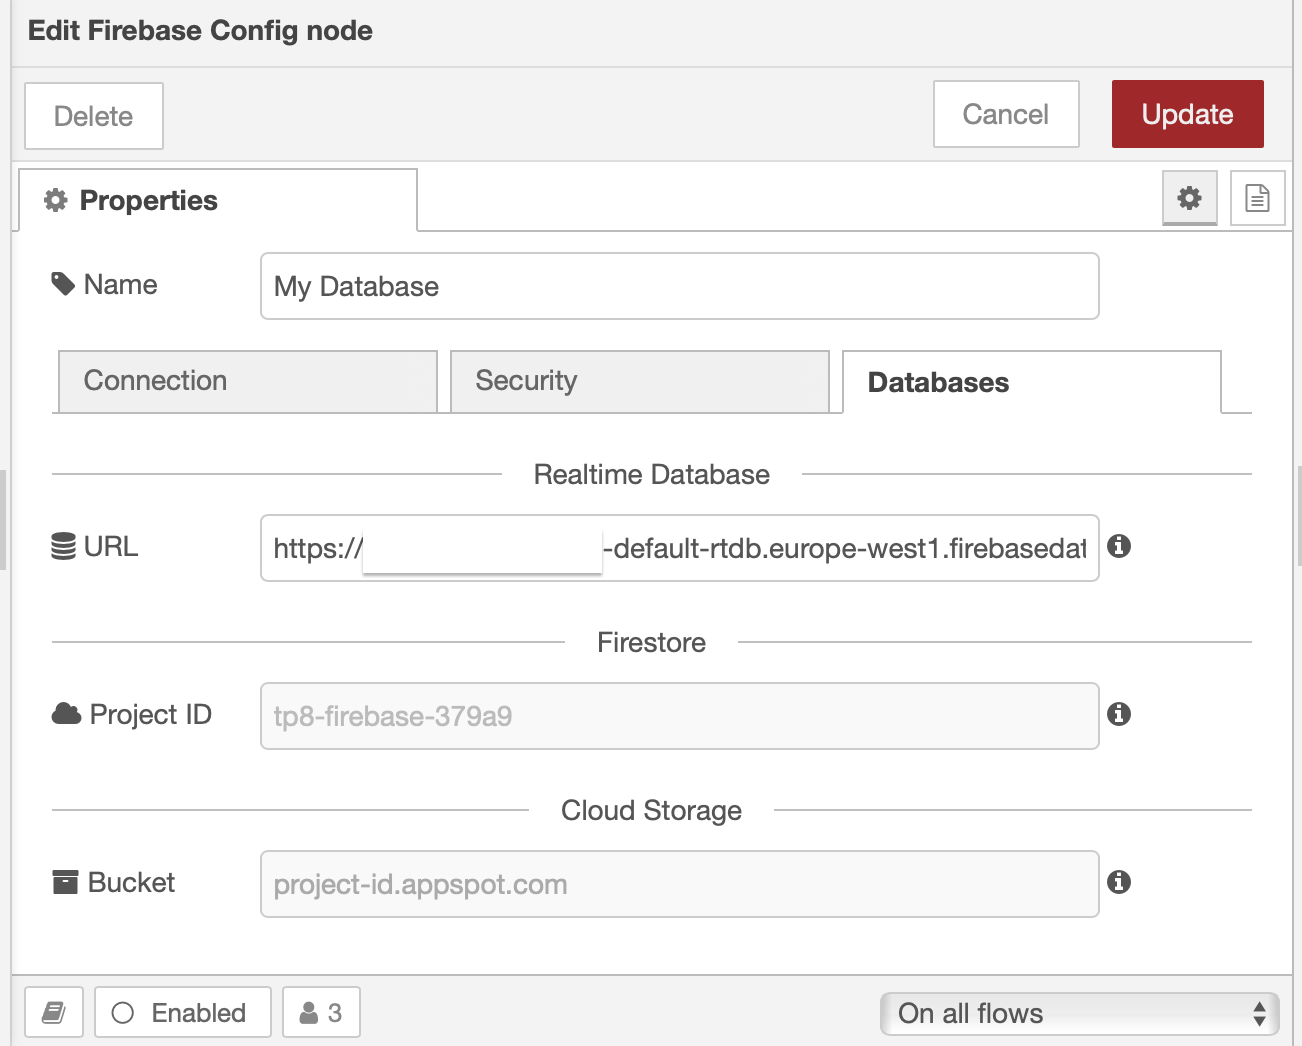 Edit Firebase Config node
Delete
Cancel
Update
Properties
Name
My Database
Connection
Security
Databases
Realtime Database
URL
https:// -default-rtdb.europe-west1.firebasedat
Firestore
Project ID
tp8-firebase-379a9
Cloud Storage
Bucket
project-id.appspot.com
Enabled
3
On all flows